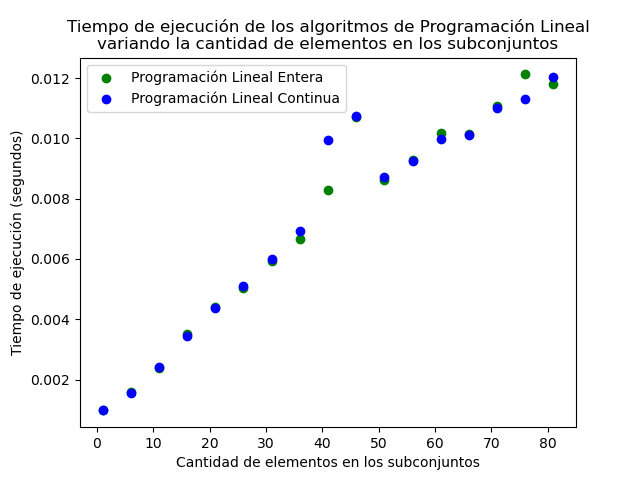 Tiempo de ejecución de los algoritmos de Programación Lineal
variando la cantidad de elementos en los subconjuntos
Programación Lineal Entera
Programación Lineal Continua
Tiempo de ejecución (segundos)
0.012
0.010
0.008
0.006
0.004
0.002
0 10 20 30 40 50 60 70 80
Cantidad de elementos en los subconjuntos